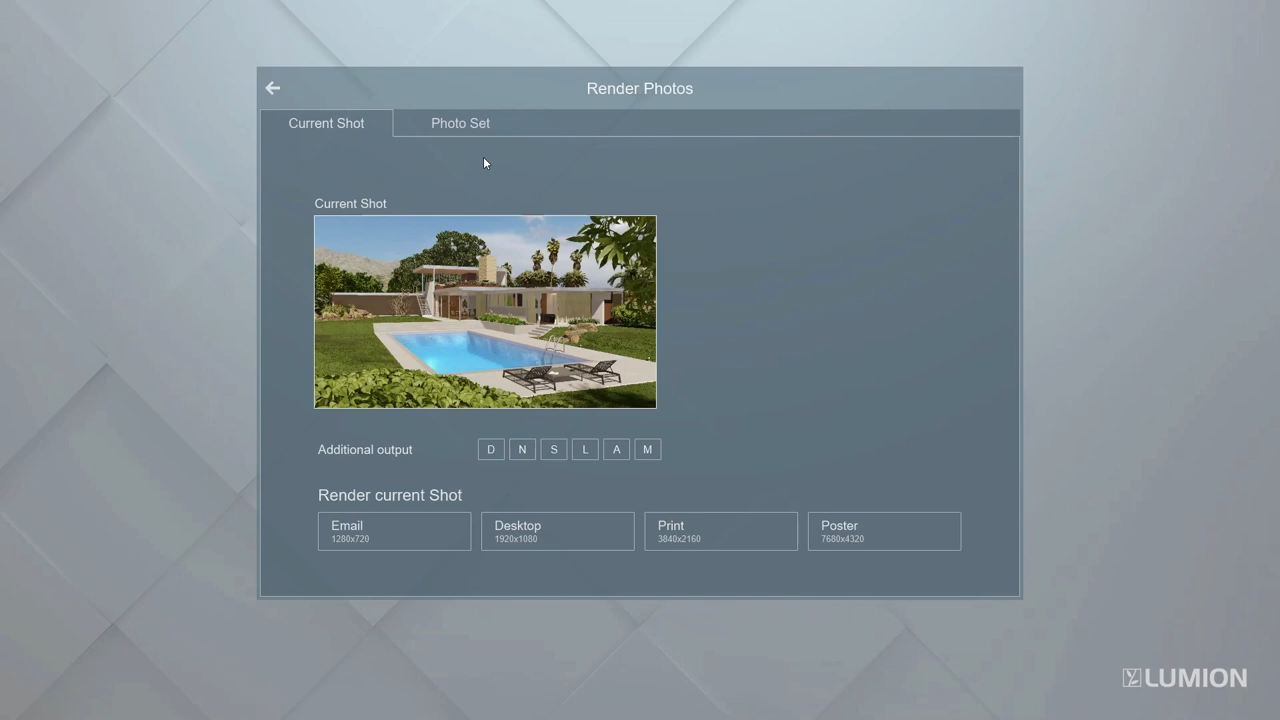 Render Photos
Current Shot
Photo Set
Current Shot
Additional output
D N S L A M
Render current Shot
Email
1280x720
Desktop
1920x1080
Print
3840x2160
Poster
7680x4320
LUMION